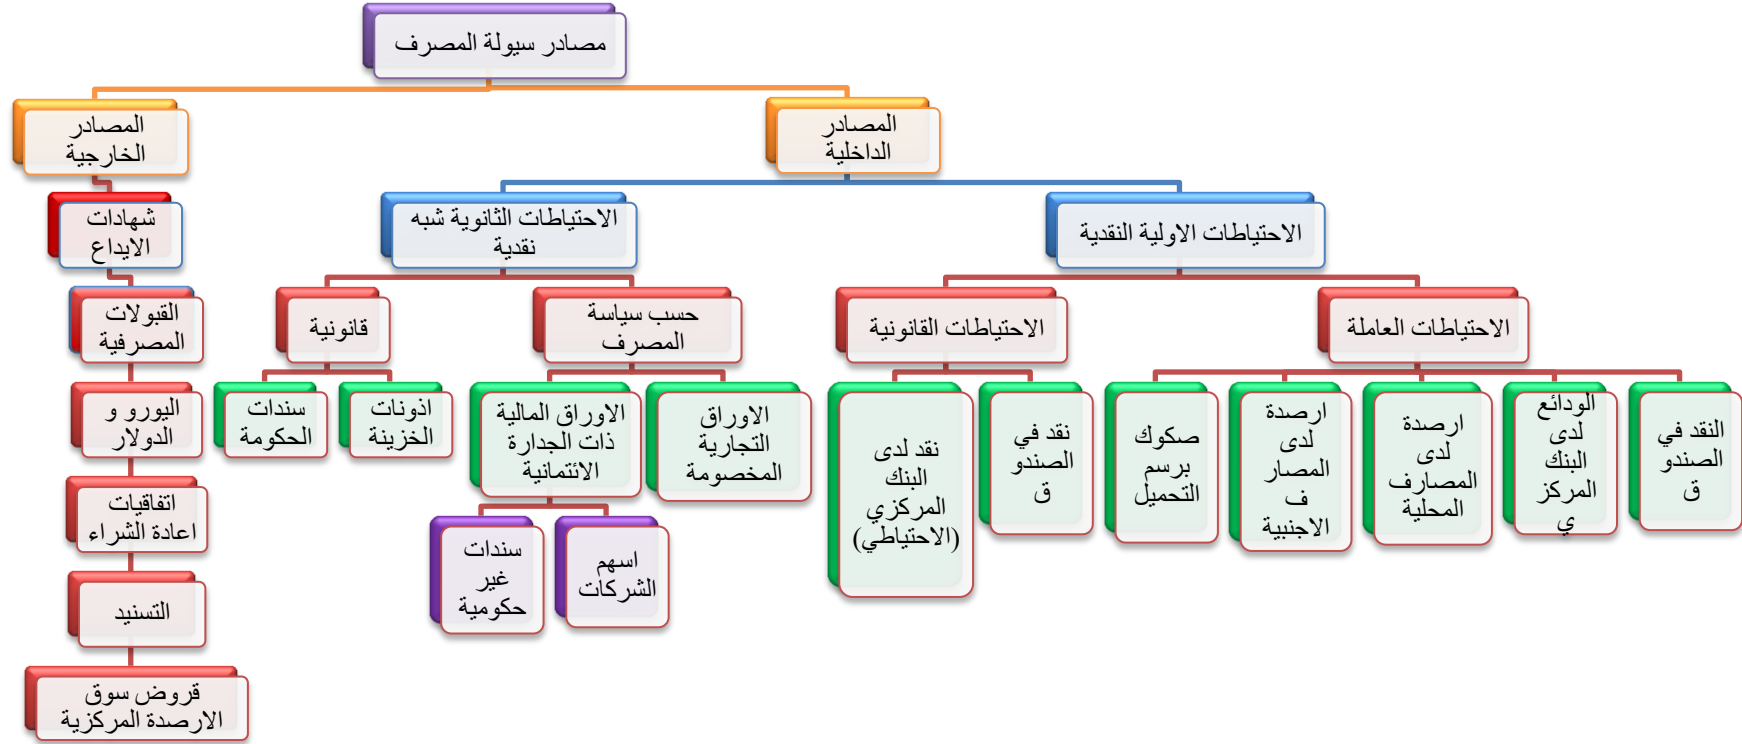 مصادر سيولة المصرف
المصادر
الداخلية
المصادر
الخارجية
الاحتياطات الاولية النقدية
الاحتياطات الثانوية شبه
نقدية
شهادات
الايداع
الاحتياطات العاملة
الاحتياطات القانونية
حسب سياسة
المصرف
قانونية
القبولات
المصرفية
النقد في
الصندو
ق
الودائع
لدى
البنك
المركز
ي
ارصدة
لدى
المصارف
المحلية
ارصدة
لدى
المصار
ف
الاجنبية
صكوك
برسم
التحميل
نقد في
الصندو
ق
نقد لدى
البنك
المركزي
(الاحتياطي)
الاوراق
التجارية
المخصومة
الاوراق المالية
ذات الجدارة
الائتمانية
اذونات
الخزينة
سندات
الحكومة
اليورو و
الدولار
اسهم
الشركات
سندات
غير
حكومية
اتفاقيات
اعادة الشراء
التسنيد
قروض سوق
الارصدة المركزية